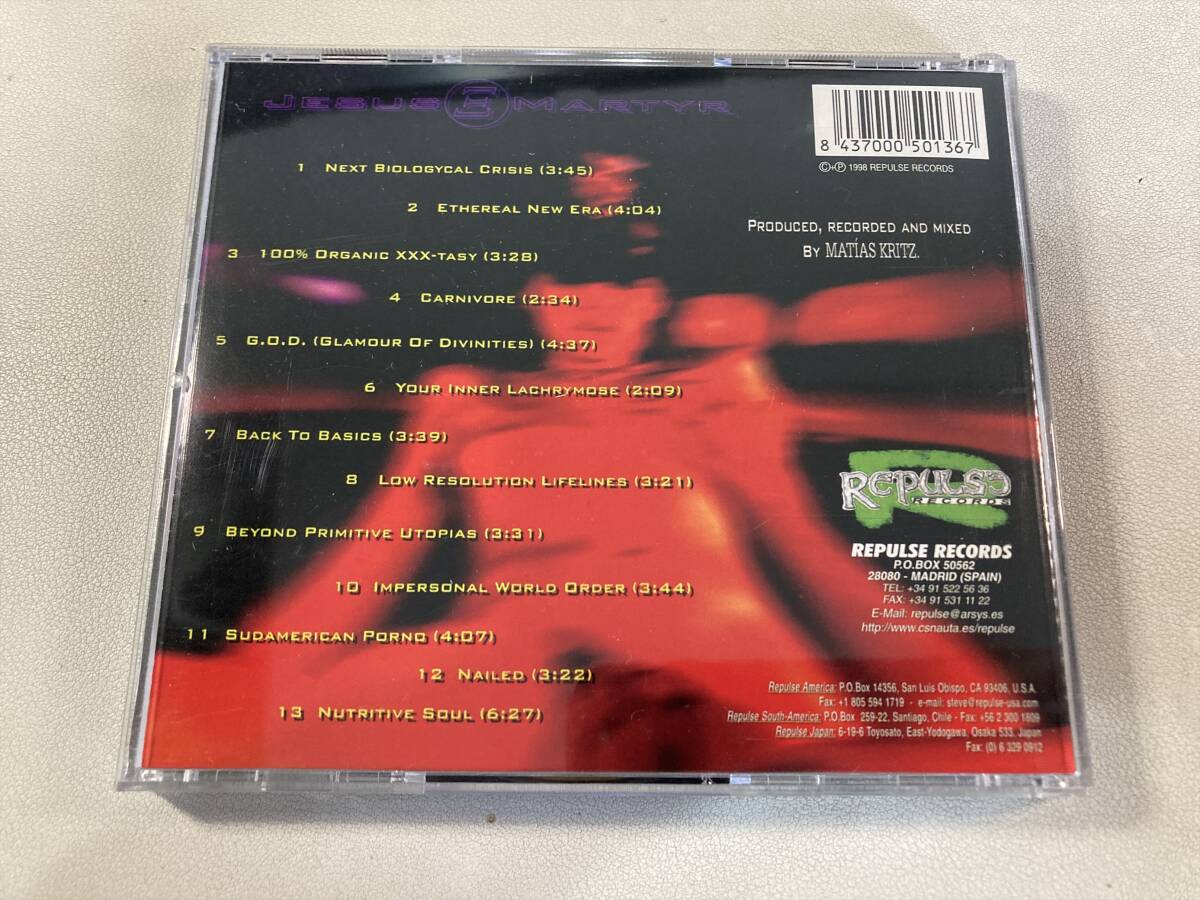 JESUS E MARTYR
1 NEXT BIOLOGYCAL CRISIS (3:45)
2 ETHEREAL NEW ERA (4:04)
3 100% ORGANIC XXX-TASY (3:28)
4 CARNIVORE (2:34)
5 G.O.D. (GLAMOUR OF DIVINITIES) (4:37)
6 YOUR INNER LACHRYMOSE (2:09)
7 BACK TO BASICS (3:39)
8 LOW RESOLUTION LIFELINES (3:21)
9 BEYOND PRIMITIVE UTOPIAS (3:31)
10 IMPERSONAL WORLD ORDER (3:44)
11 SUDAMERICAN PORNO (4:07)
12 NAILED (3:22)
13 NUTRITIVE SOUL (6:27)
8 437000 501367
©+℗ 1998 REPULSE RECORDS
PRODUCED, RECORDED AND MIXED
BY MATÍAS KRITZ.
REPULSE
RECORDS
REPULSE RECORDS
P.O.BOX 50562
28080 - MADRID (SPAIN)
TEL: +34 91 522 56 36
FAX: +34 91 531 11 22
E-Mail: repulse@arsys.es
http://www.csnauta.es/repulse
Repulse America: P.O.Box 14356, San Luis Obispo, CA 93406, U.S.A.
Fax: +1 805 594 1719 - e-mail: steve@repulse-usa.com
Repulse South-America: P.O.Box 259-22, Santiago, Chile - Fax: +56 2 300 1809
Repulse Japan: 6-19-6 Toyosato, East-Yodogawa, Osaka 533, Japan
Fax: (0) 6 329 0912